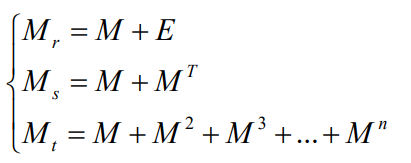 M_r = M + E
M_s = M + M^T
M_t = M + M^2 + M^3 + ... + M^n